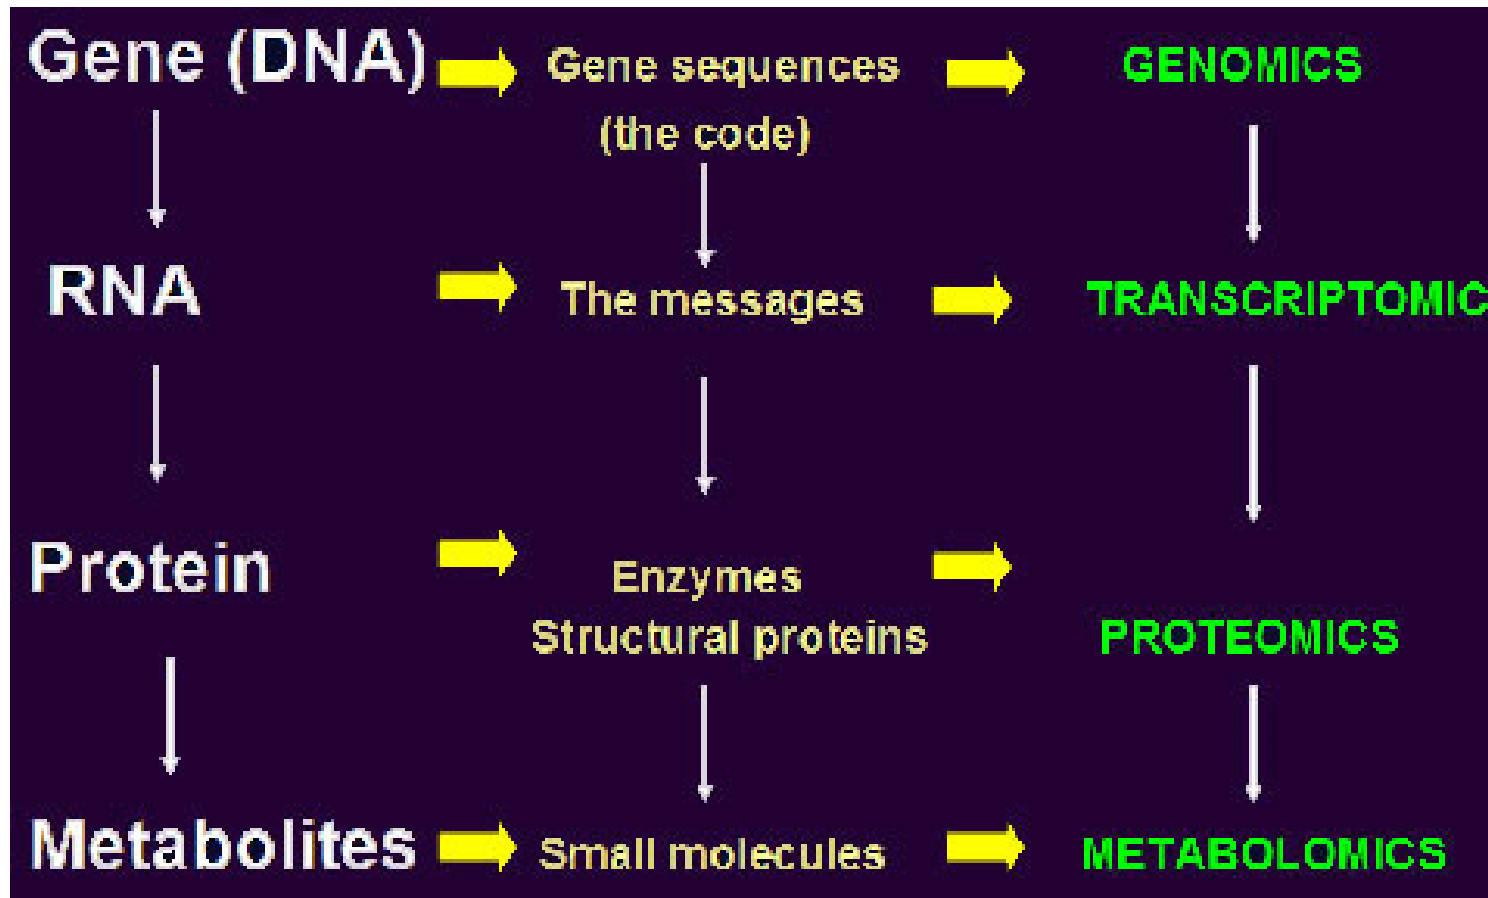 Gene (DNA) Gene sequences GENOMICS
(the code)
RNA The messages TRANSCRIPTOMIC
Protein Enzymes
Structural proteins PROTEOMICS
Metabolites Small molecules METABOLOMICS